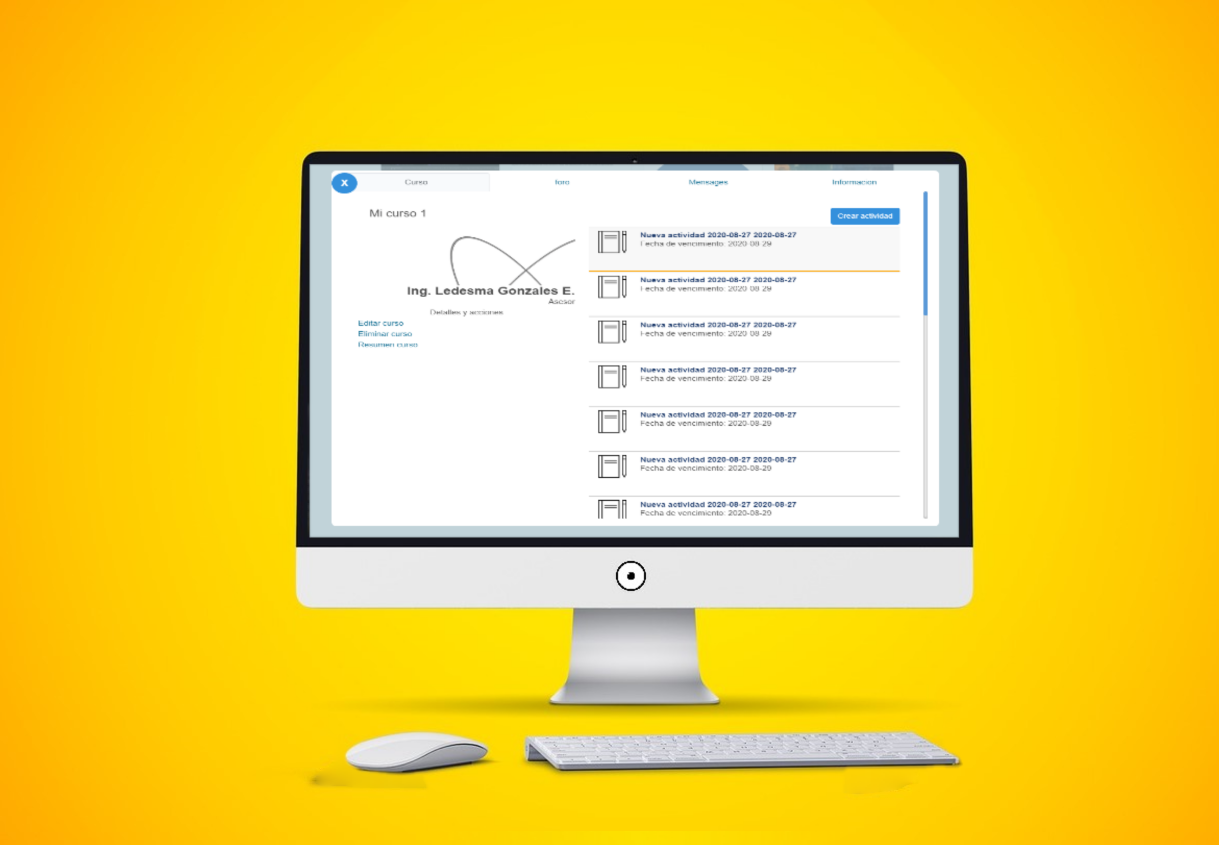 X
Curso
foro
Mensages
Informacion
Mi curso 1
Crear actividad
Ing. Ledesma Gonzales E.
Asesor
Detalles y acciones
Editar curso
Eliminar curso
Resumen curso
Nueva actividad 2020-08-27 2020-08-27
Fecha de vencimiento: 2020-08-29
Nueva actividad 2020-08-27 2020-08-27
Fecha de vencimiento: 2020-08-29
Nueva actividad 2020-08-27 2020-08-27
Fecha de vencimiento: 2020-08-29
Nueva actividad 2020-08-27 2020-08-27
Fecha de vencimiento: 2020-08-29
Nueva actividad 2020-08-27 2020-08-27
Fecha de vencimiento: 2020-08-29
Nueva actividad 2020-08-27 2020-08-27
Fecha de vencimiento: 2020-08-29
Nueva actividad 2020-08-27 2020-08-27
Fecha de vencimiento: 2020-08-29